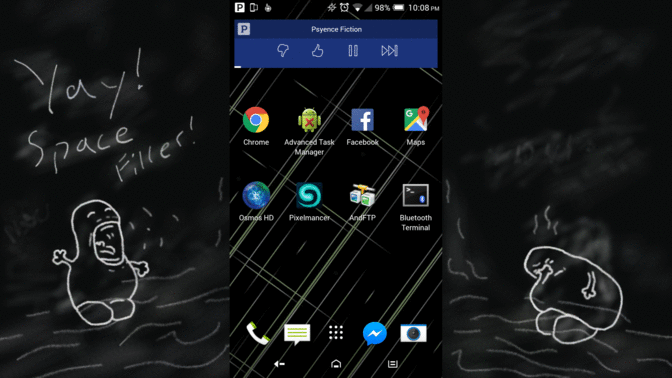 Yay!
Space
Filler!
98% 10:08 PM
P Psyence Fiction
Chrome
Advanced Task
Manager
Facebook
Maps
Osmos HD
Pixelmancer
AndFTP
Bluetooth
Terminal